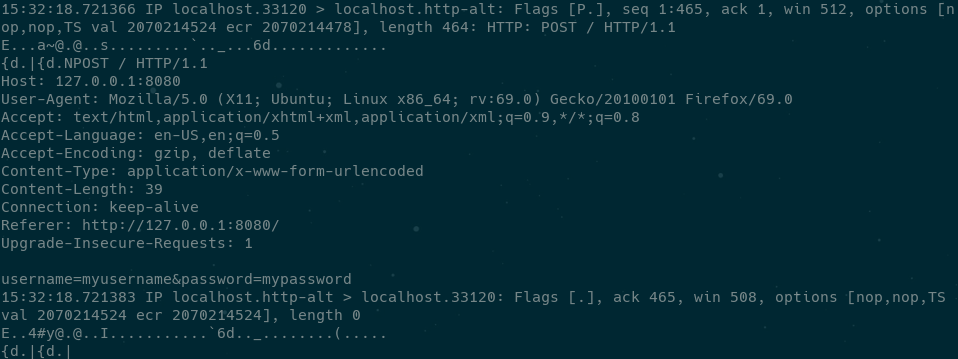 15:32:18.721366 IP localhost.33120 > localhost.http-alt: Flags [P.], seq 1:465, ack 1, win 512, options [n
op,nop,TS val 2070214524 ecr 2070214478], length 464: HTTP: POST / HTTP/1.1
E...a~@.@..s.........`.._...6d.............
{d.|{d.NPOST / HTTP/1.1
Host: 127.0.0.1:8080
User-Agent: Mozilla/5.0 (X11; Ubuntu; Linux x86_64; rv:69.0) Gecko/20100101 Firefox/69.0
Accept: text/html,application/xhtml+xml,application/xml;q=0.9,*/*;q=0.8
Accept-Language: en-US,en;q=0.5
Accept-Encoding: gzip, deflate
Content-Type: application/x-www-form-urlencoded
Content-Length: 39
Connection: keep-alive
Referer: http://127.0.0.1:8080/
Upgrade-Insecure-Requests: 1

username=myusername&password=mypassword
15:32:18.721383 IP localhost.http-alt > localhost.33120: Flags [.], ack 465, win 508, options [nop,nop,TS
val 2070214524 ecr 2070214524], length 0
E..4#y@.@..I...........`6d.._........(.....
{d.|{d.|